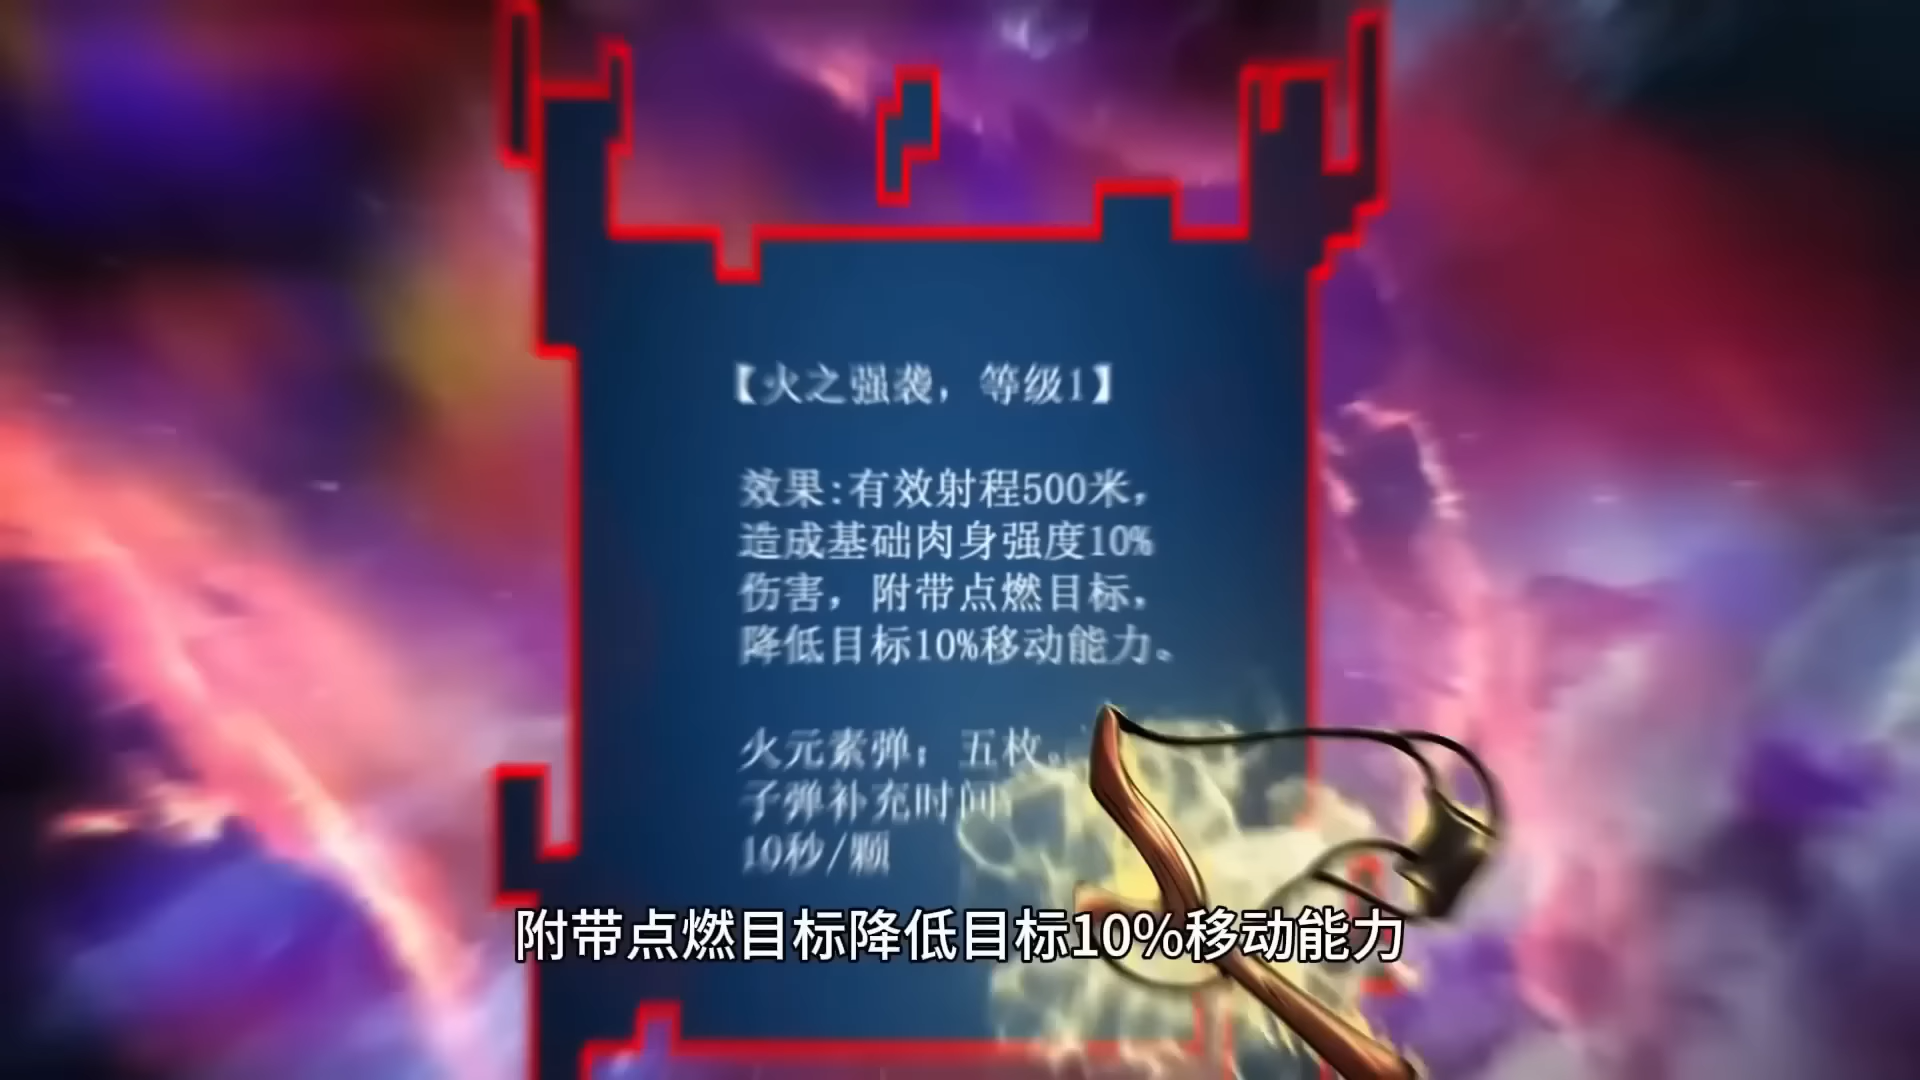 【火之强袭，等级1】
效果:有效射程500米，
造成基础肉身强度10%
伤害，附带点燃目标，
降低目标10%移动能力。
火元素弹：五枚。
子弹补充时间:
10秒/颗
附带点燃目标降低目标10%移动能力